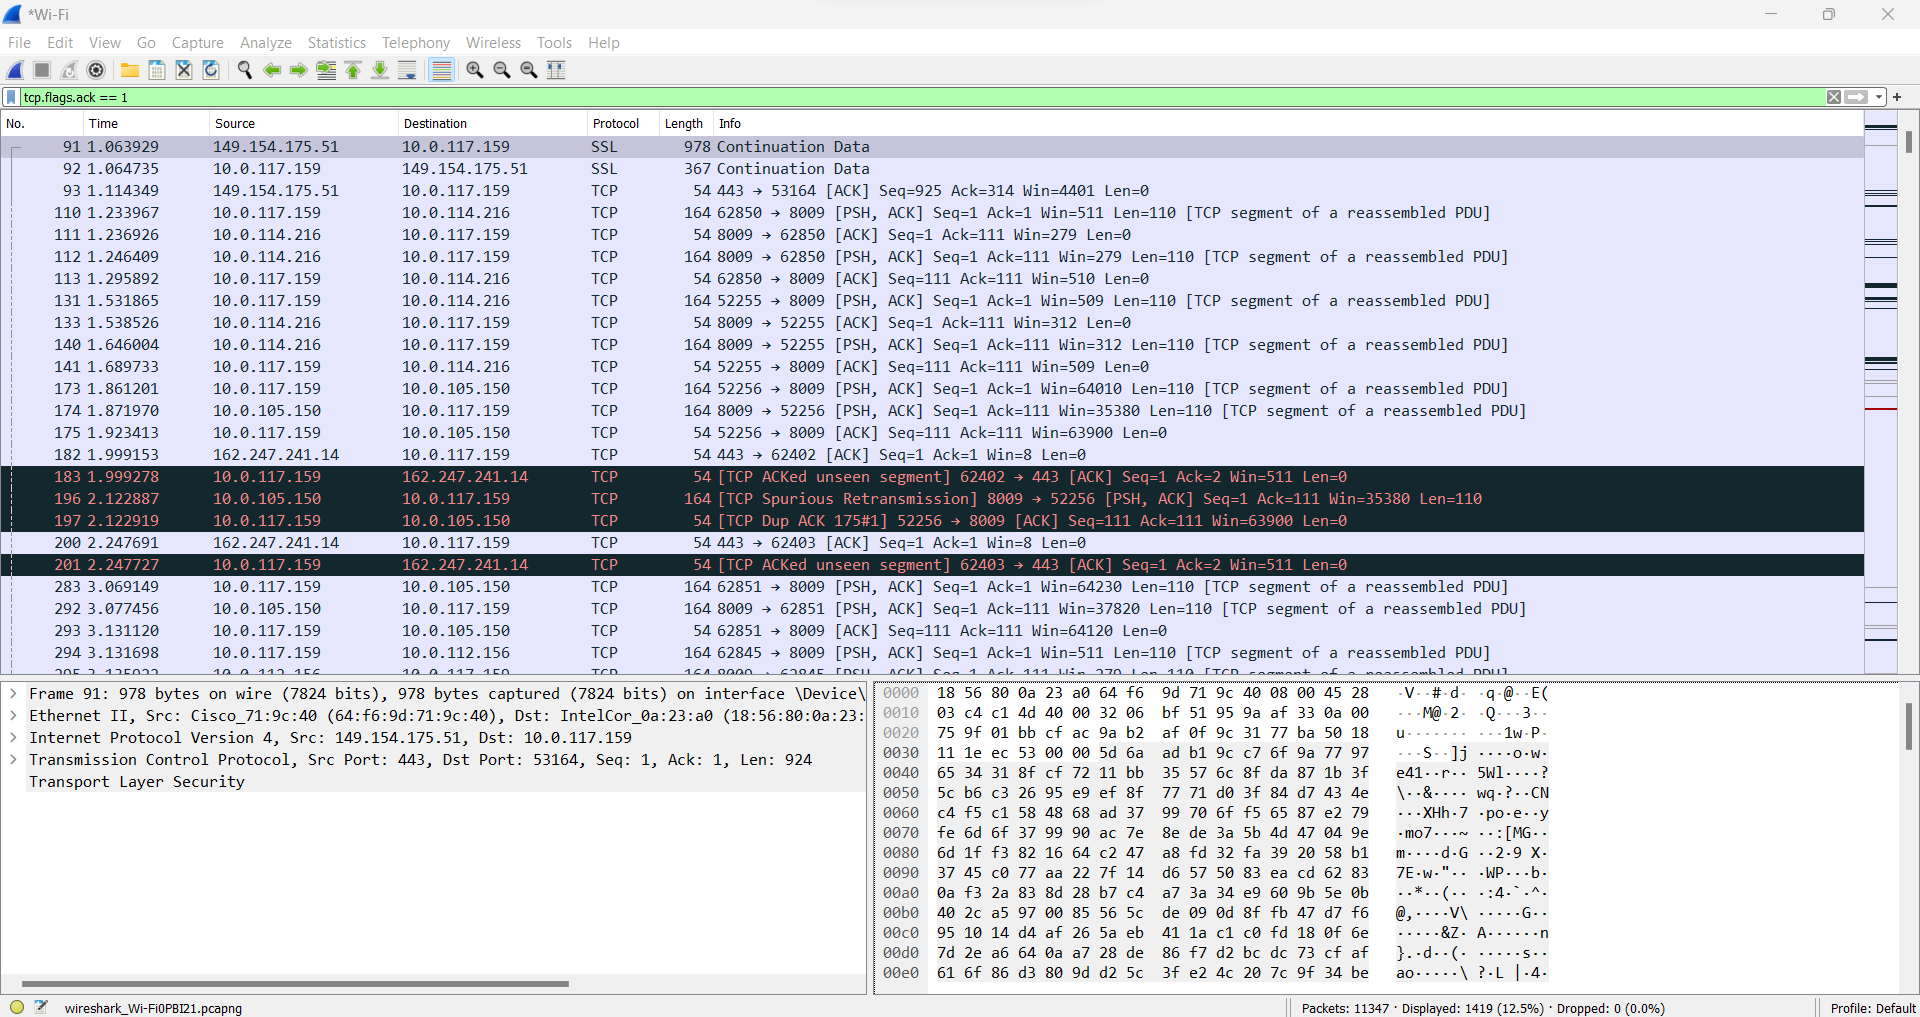 *Wi-Fi
File Edit View Go Capture Analyze Statistics Telephony Wireless Tools Help
tcp.flags.ack == 1
No. Time Source Destination Protocol Length Info
91 1.063929 149.154.175.51 10.0.117.159 SSL 978 Continuation Data
92 1.064735 10.0.117.159 149.154.175.51 SSL 367 Continuation Data
93 1.114349 149.154.175.51 10.0.117.159 TCP 54 443 → 53164 [ACK] Seq=925 Ack=314 Win=4401 Len=0
110 1.233967 10.0.117.159 10.0.114.216 TCP 164 62850 → 8009 [PSH, ACK] Seq=1 Ack=1 Win=511 Len=110 [TCP segment of a reassembled PDU]
111 1.236926 10.0.114.216 10.0.117.159 TCP 54 8009 → 62850 [ACK] Seq=1 Ack=111 Win=279 Len=0
112 1.246409 10.0.114.216 10.0.117.159 TCP 164 8009 → 62850 [PSH, ACK] Seq=1 Ack=111 Win=279 Len=110 [TCP segment of a reassembled PDU]
113 1.295892 10.0.117.159 10.0.114.216 TCP 54 62850 → 8009 [ACK] Seq=111 Ack=111 Win=510 Len=0
131 1.531865 10.0.117.159 10.0.114.216 TCP 164 52255 → 8009 [PSH, ACK] Seq=1 Ack=1 Win=509 Len=110 [TCP segment of a reassembled PDU]
133 1.538526 10.0.114.216 10.0.117.159 TCP 54 8009 → 52255 [ACK] Seq=1 Ack=111 Win=312 Len=0
140 1.646004 10.0.114.216 10.0.117.159 TCP 164 8009 → 52255 [PSH, ACK] Seq=1 Ack=111 Win=312 Len=110 [TCP segment of a reassembled PDU]
141 1.689733 10.0.117.159 10.0.114.216 TCP 54 52255 → 8009 [ACK] Seq=111 Ack=111 Win=509 Len=0
173 1.861201 10.0.117.159 10.0.105.150 TCP 164 52256 → 8009 [PSH, ACK] Seq=1 Ack=1 Win=64010 Len=110 [TCP segment of a reassembled PDU]
174 1.871970 10.0.105.150 10.0.117.159 TCP 164 8009 → 52256 [PSH, ACK] Seq=1 Ack=111 Win=35380 Len=110 [TCP segment of a reassembled PDU]
175 1.923413 10.0.117.159 10.0.105.150 TCP 54 52256 → 8009 [ACK] Seq=111 Ack=111 Win=63900 Len=0
182 1.999153 162.247.241.14 10.0.117.159 TCP 54 443 → 62402 [ACK] Seq=1 Ack=1 Win=8 Len=0
183 1.999278 10.0.117.159 162.247.241.14 TCP 54 [TCP ACKed unseen segment] 62402 → 443 [ACK] Seq=1 Ack=2 Win=511 Len=0
196 2.122887 10.0.105.150 10.0.117.159 TCP 164 [TCP Spurious Retransmission] 8009 → 52256 [PSH, ACK] Seq=1 Ack=111 Win=35380 Len=110
197 2.122919 10.0.117.159 10.0.105.150 TCP 54 [TCP Dup ACK 175#1] 52256 → 8009 [ACK] Seq=111 Ack=111 Win=63900 Len=0
200 2.247691 162.247.241.14 10.0.117.159 TCP 54 443 → 62403 [ACK] Seq=1 Ack=1 Win=8 Len=0
201 2.247727 10.0.117.159 162.247.241.14 TCP 54 [TCP ACKed unseen segment] 62403 → 443 [ACK] Seq=1 Ack=2 Win=511 Len=0
283 3.069149 10.0.117.159 10.0.105.150 TCP 164 62851 → 8009 [PSH, ACK] Seq=1 Ack=1 Win=64230 Len=110 [TCP segment of a reassembled PDU]
292 3.077456 10.0.105.150 10.0.117.159 TCP 164 8009 → 62851 [PSH, ACK] Seq=1 Ack=111 Win=37820 Len=110 [TCP segment of a reassembled PDU]
293 3.131120 10.0.117.159 10.0.105.150 TCP 54 62851 → 8009 [ACK] Seq=111 Ack=111 Win=64120 Len=0
294 3.131698 10.0.117.159 10.0.112.156 TCP 164 62845 → 8009 [PSH, ACK] Seq=1 Ack=1 Win=511 Len=110 [TCP segment of a reassembled PDU]
Frame 91: 978 bytes on wire (7824 bits), 978 bytes captured (7824 bits) on interface \Device\
Ethernet II, Src: Cisco_71:9c:40 (64:f6:9d:71:9c:40), Dst: IntelCor_0a:23:a0 (18:56:80:0a:23:
Internet Protocol Version 4, Src: 149.154.175.51, Dst: 10.0.117.159
Transmission Control Protocol, Src Port: 443, Dst Port: 53164, Seq: 1, Ack: 1, Len: 924
Transport Layer Security
0000 18 56 80 0a 23 a0 64 f6 9d 71 9c 40 08 00 45 28 ·V··#·d· ·q·@··E(
0010 03 c4 c1 4d 40 00 32 06 bf 51 95 9a af 33 0a 00 ···M@·2· ·Q···3··
0020 75 9f 01 bb cf ac 9a b2 af 0f 9c 31 77 ba 50 18 u······· ···1w·P·
0030 11 1e ec 53 00 00 5d 6a ad b1 9c c7 6f 9a 77 97 ···S··]j ····o·w·
0040 65 34 31 8f cf 72 11 bb 35 57 6c 8f da 87 1b 3f e41··r·· 5Wl····?
0050 5c b6 c3 26 95 e9 ef 8f 77 71 d0 3f 84 d7 43 4e \··&···· wq·?··CN
0060 c4 f5 c1 58 48 68 ad 37 99 70 6f f5 65 87 e2 79 ···XHh·7 ·po·e··y
0070 fe 6d 6f 37 99 90 ac 7e 8e de 3a 5b 4d 47 04 9e ·mo7···~ ··:[MG··
0080 6d 1f f3 82 16 64 c2 47 a8 fd 32 fa 39 20 58 b1 m····d·G ··2·9 X·
0090 37 45 c0 77 aa 22 7f 14 d6 57 50 83 ea cd 62 83 7E·w·"·· ·WP···b·
00a0 0a f3 2a 83 8d 28 b7 c4 a7 3a 34 e9 60 9b 5e 0b ··*··(·· ·:4·`·^·
00b0 40 2c a5 97 00 85 56 5c de 09 0d 8f fb 47 d7 f6 @,····V\ ·····G··
00c0 95 10 14 d4 af 26 5a eb 41 1a c1 c0 fd 18 0f 6e ·····&Z· A······n
00d0 7d 2e a6 64 0a a7 28 de 86 f7 d2 bc dc 73 cf af }.·d··(· ·····s··
00e0 61 6f 86 d3 80 9d d2 5c 3f e2 4c 20 7c 9f 34 be ao·····\ ?·L |·4·
wireshark_Wi-Fi0PBI21.pcapng
Packets: 11347 · Displayed: 1419 (12.5%) · Dropped: 0 (0.0%)
Profile: Default